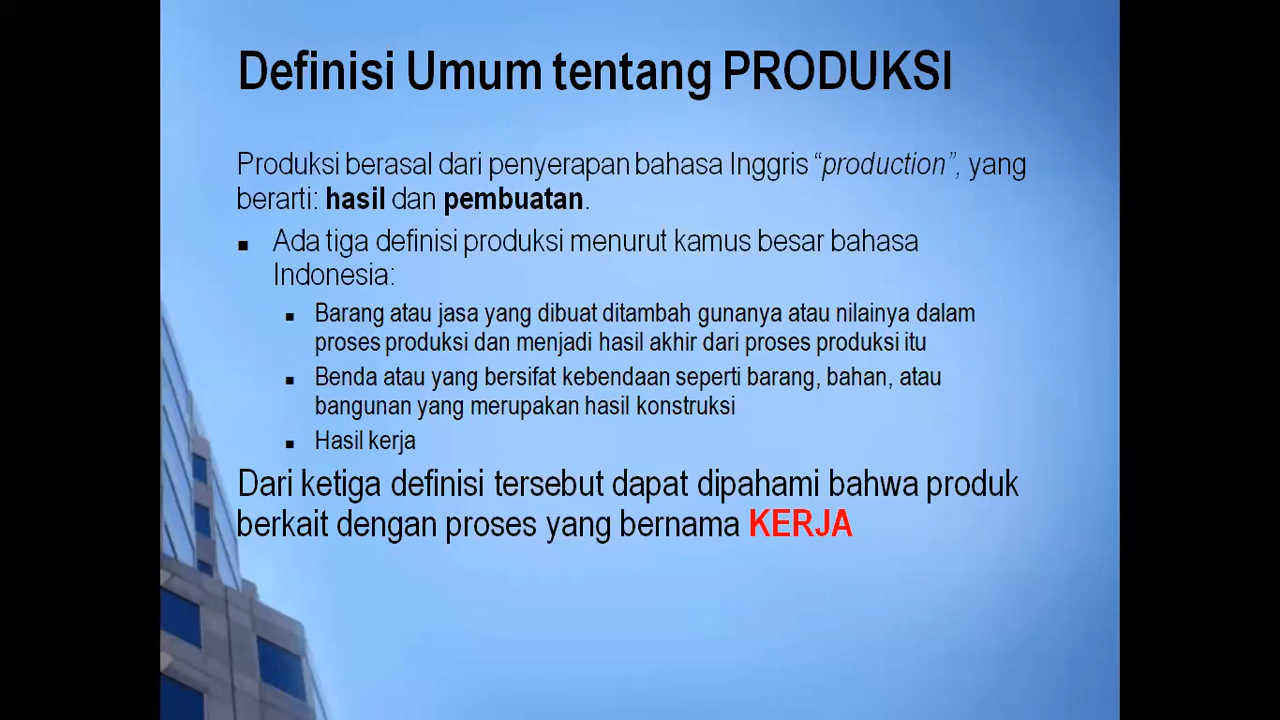 Definisi Umum tentang PRODUKSI
Produksi berasal dari penyerapan bahasa Inggris “production”, yang
berarti: hasil dan pembuatan.
Ada tiga definisi produksi menurut kamus besar bahasa
Indonesia:
Barang atau jasa yang dibuat ditambah gunanya atau nilainya dalam
proses produksi dan menjadi hasil akhir dari proses produksi itu
Benda atau yang bersifat kebendaan seperti barang, bahan, atau
bangunan yang merupakan hasil konstruksi
Hasil kerja
Dari ketiga definisi tersebut dapat dipahami bahwa produk
berkait dengan proses yang bernama KERJA